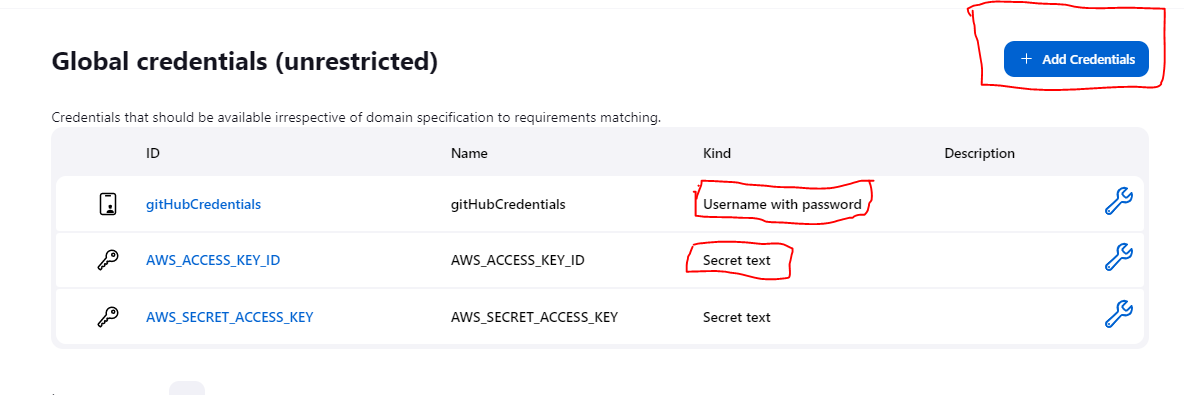 Global credentials (unrestricted)
+ Add Credentials
Credentials that should be available irrespective of domain specification to requirements matching.
ID Name Kind Description
gitHubCredentials gitHubCredentials Username with password
AWS_ACCESS_KEY_ID AWS_ACCESS_KEY_ID Secret text
AWS_SECRET_ACCESS_KEY AWS_SECRET_ACCESS_KEY Secret text